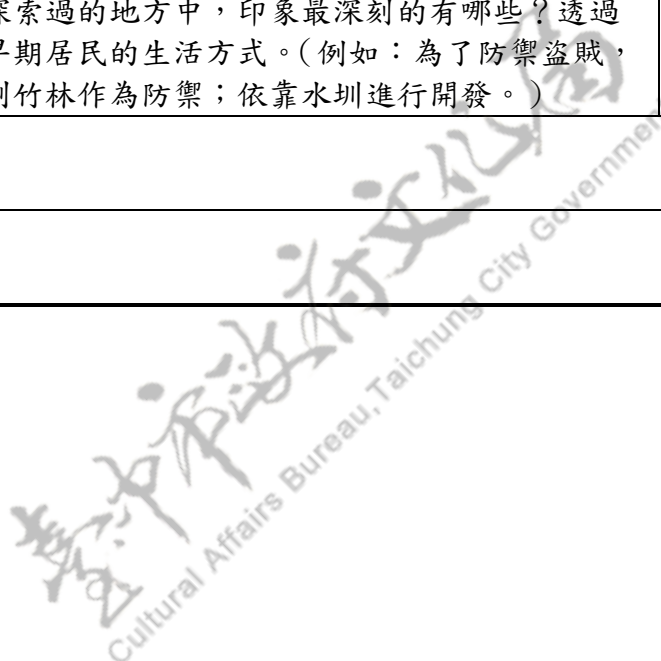 探索過的地方中，印象最深刻的有哪些？透過
早期居民的生活方式。（例如：為了防禦盜賊，
刺竹林作為防禦；依靠水圳進行開發。）
臺中市政府文化局
Cultural Affairs Bureau, Taichung City Governmen